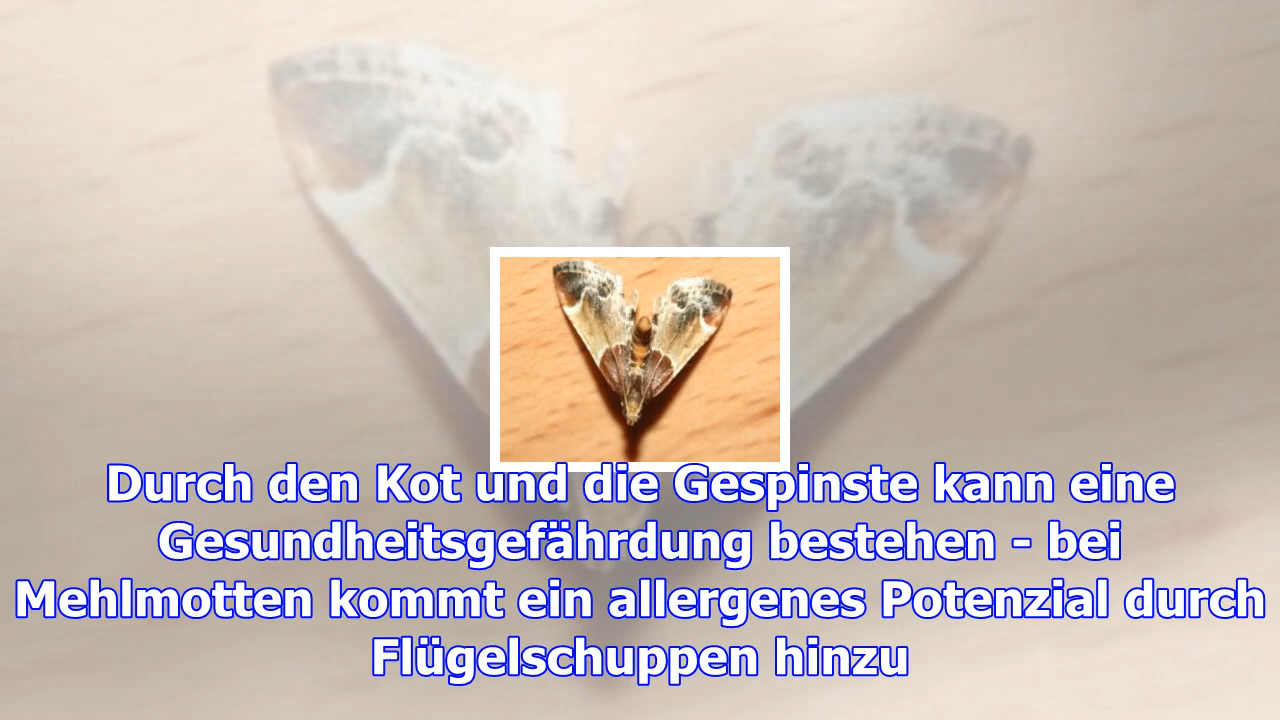 Durch den Kot und die Gespinste kann eine
Gesundheitsgefährdung bestehen - bei
Mehlmotten kommt ein allergenes Potenzial durch
Flügelschuppen hinzu